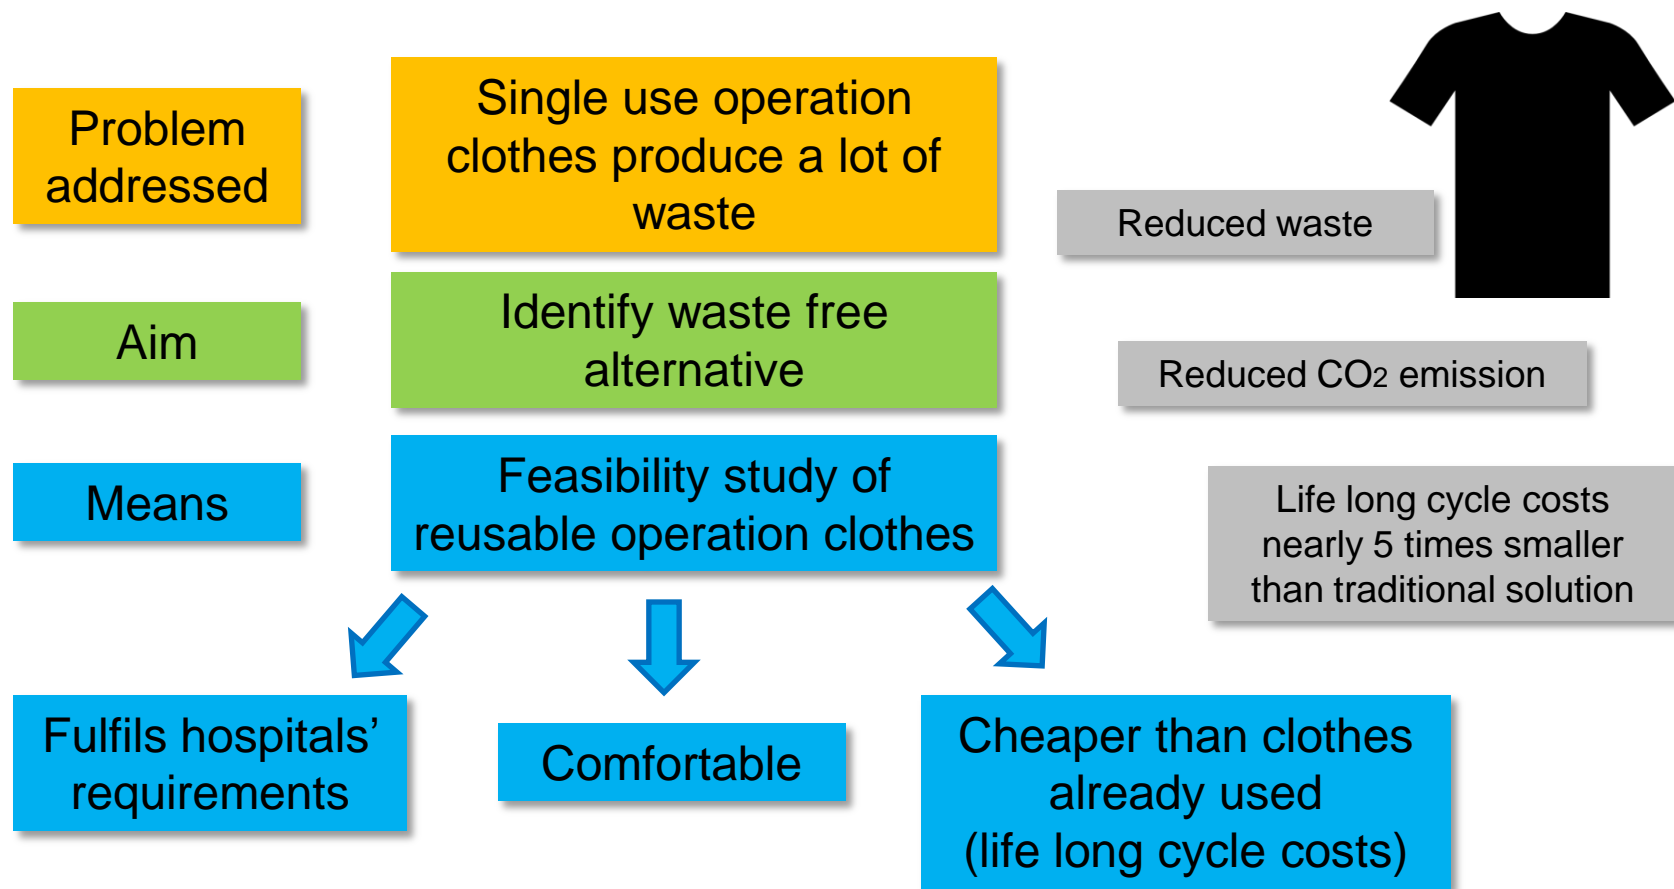 Problem
addressed
Single use operation
clothes produce a lot of
waste
Reduced waste
Aim
Identify waste free
alternative
Reduced CO2 emission
Means
Feasibility study of
reusable operation clothes
Life long cycle costs
nearly 5 times smaller
than traditional solution
Fulfils hospitals’
requirements
Comfortable
Cheaper than clothes
already used
(life long cycle costs)